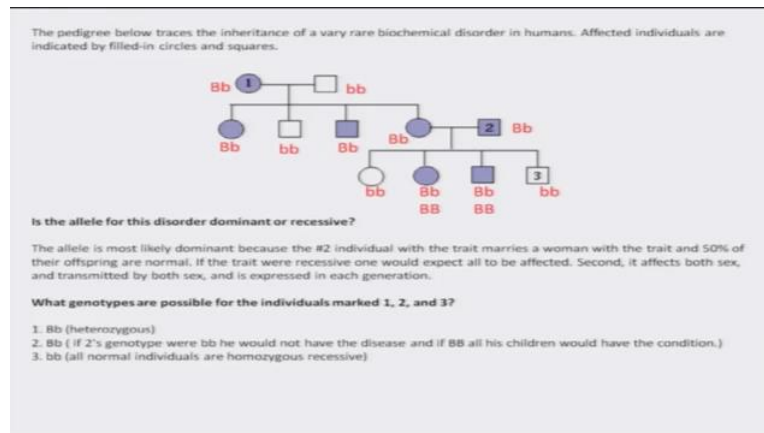 The pedigree below traces the inheritance of a vary rare biochemical disorder in humans. Affected individuals are
indicated by filled-in circles and squares.
Bb 1 bb
Bb bb Bb Bb 2 Bb
3
bb Bb Bb bb
BB BB
Is the allele for this disorder dominant or recessive?
The allele is most likely dominant because the #2 individual with the trait marries a woman with the trait and 50% of
their offspring are normal. If the trait were recessive one would expect all to be affected. Second, it affects both sex,
and transmitted by both sex, and is expressed in each generation.
What genotypes are possible for the individuals marked 1, 2, and 3?
1. Bb (heterozygous)
2. Bb ( if 2's genotype were bb he would not have the disease and if BB all his children would have the condition.)
3. bb (all normal individuals are homozygous recessive)